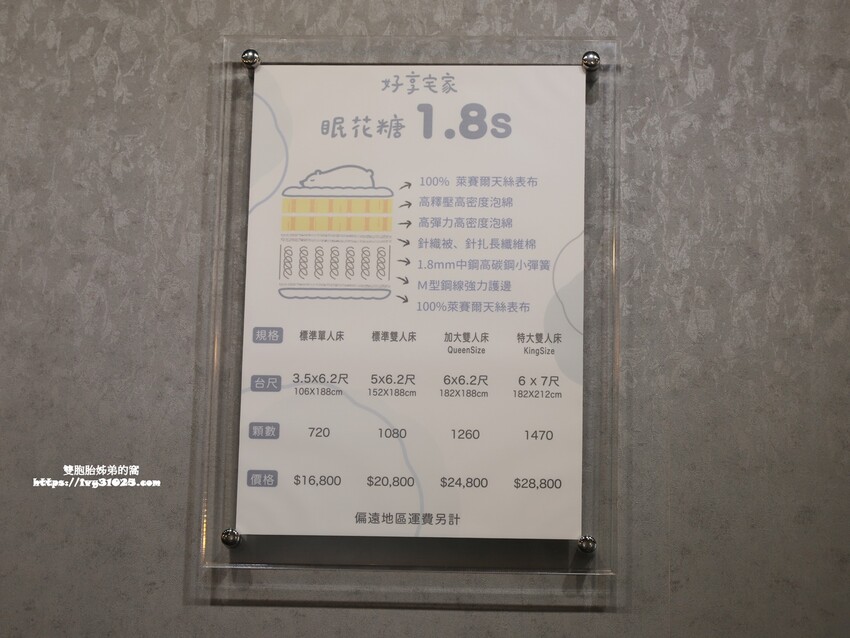 好享宅家
眠花糖 1.8s
100% 萊賽爾天絲表布
高釋壓高密度泡綿
高彈力高密度泡綿
針織被、針扎長纖維棉
1.8mm中鋼高碳鋼小彈簧
M型鋼線強力護邊
100%萊賽爾天絲表布
規格 標準單人床 標準雙人床 加大雙人床 特大雙人床
QueenSize KingSize
台尺 3.5x6.2尺 5x6.2尺 6x6.2尺 6 x 7尺
106X188cm 152X188cm 182X188cm 182X212cm
顆數 720 1080 1260 1470
價格 $16,800 $20,800 $24,800 $28,800
偏遠地區運費另計
雙胞胎姊弟的窩
https://ivy31025.com